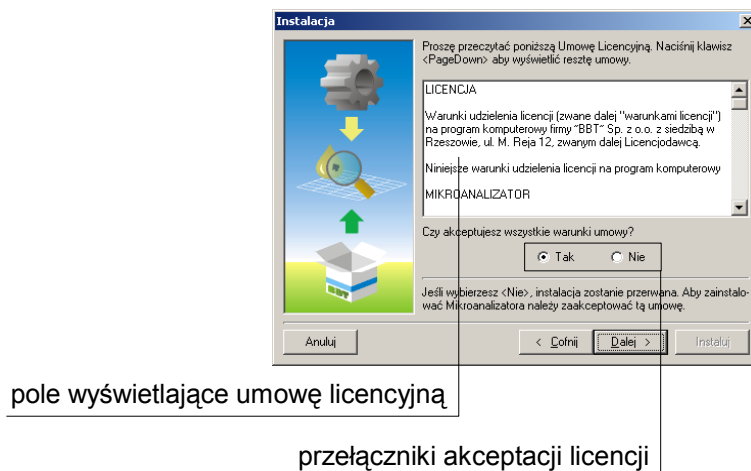 Instalacja
Proszę przeczytać poniższą Umowę Licencyjną. Naciśnij klawisz
<PageDown> aby wyświetlić resztę umowy.
LICENCJA
Warunki udzielenia licencji (zwane dalej "warunkami licencji")
na program komputerowy firmy "BBT" Sp. z o.o. z siedzibą w
Rzeszowie, ul. M. Reja 12, zwanym dalej Licencjodawcą.
Niniejsze warunki udzielenia licencji na program komputerowy
MIKROANALIZATOR
Czy akceptujesz wszystkie warunki umowy?
Tak Nie
Jeśli wybierzesz <Nie>, instalacja zostanie przerwana. Aby zainstalo-
wać Mikroanalizatora należy zaakceptować tą umowę.
BBT
Anuluj < Cofnij Dalej > Instaluj
pole wyświetlające umowę licencyjną
przełączniki akceptacji licencji